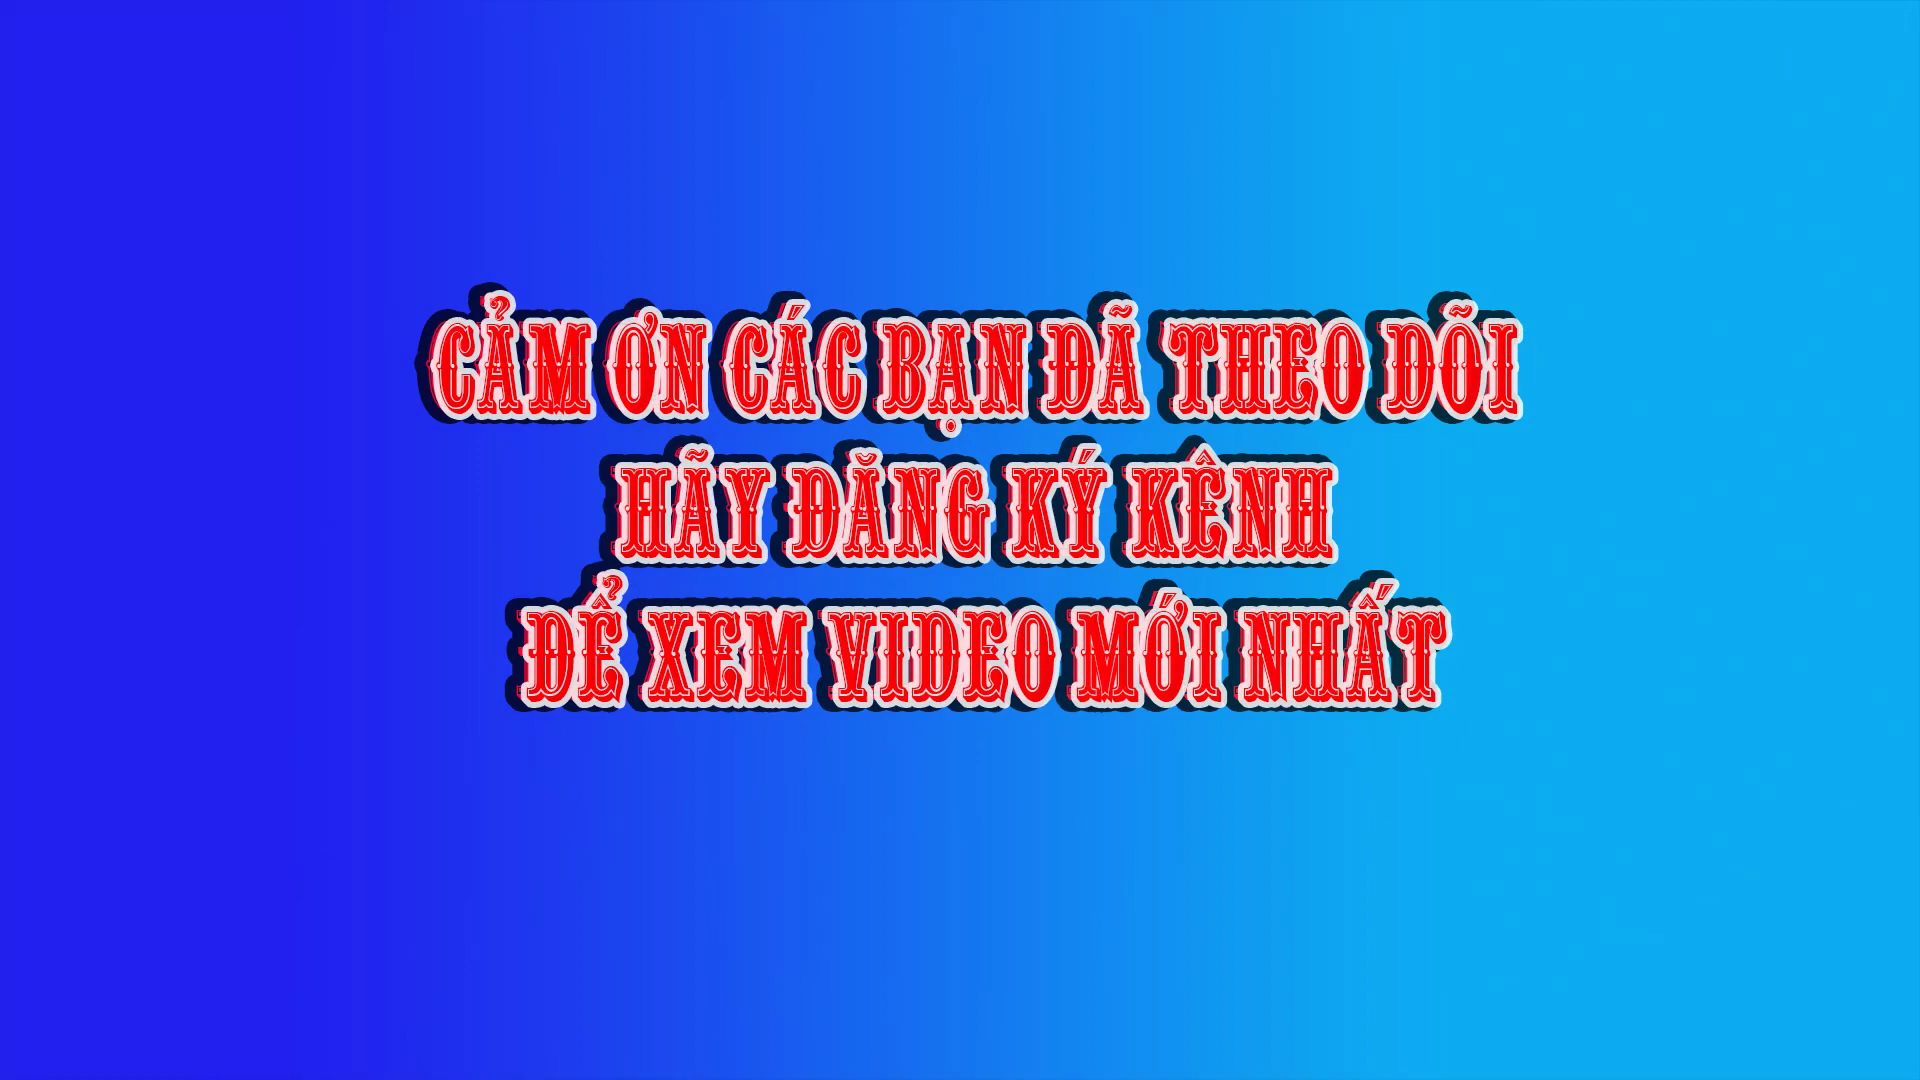 CẢM ƠN CÁC BẠN ĐÃ THEO DÕI
HÃY ĐĂNG KÝ KÊNH
ĐỂ XEM VIDEO MỚI NHẤT